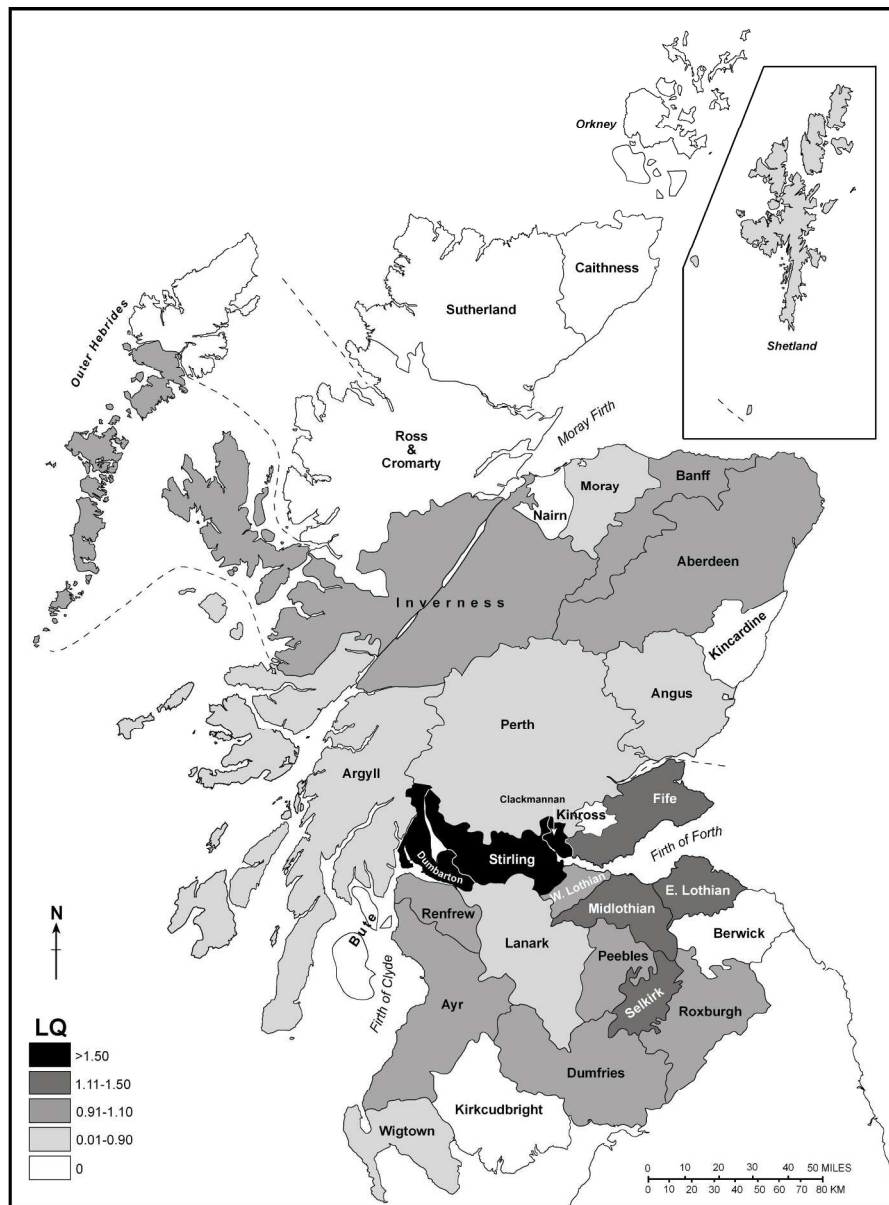 Orkney
Caithness
Sutherland
Outer Hebrides
Shetland
Moray Firth
Ross
&
Cromarty
Moray
Banff
Nairn
Aberdeen
Inverness
Kincardine
Angus
Perth
Argyll
Clackmannan
Kinross
Fife
Stirling
Dumbarton
Firth of Forth
W. Lothian
E. Lothian
Midlothian
Renfrew
Bute
Lanark
Berwick
Peebles
Firth of Clyde
Selkirk
Roxburgh
Ayr
Dumfries
Kirkcudbright
Wigtown
N
LQ
>1.50
1.11-1.50
0.91-1.10
0.01-0.90
0
0 10 20 30 40 50 MILES
0 10 20 30 40 50 60 70 80 KM